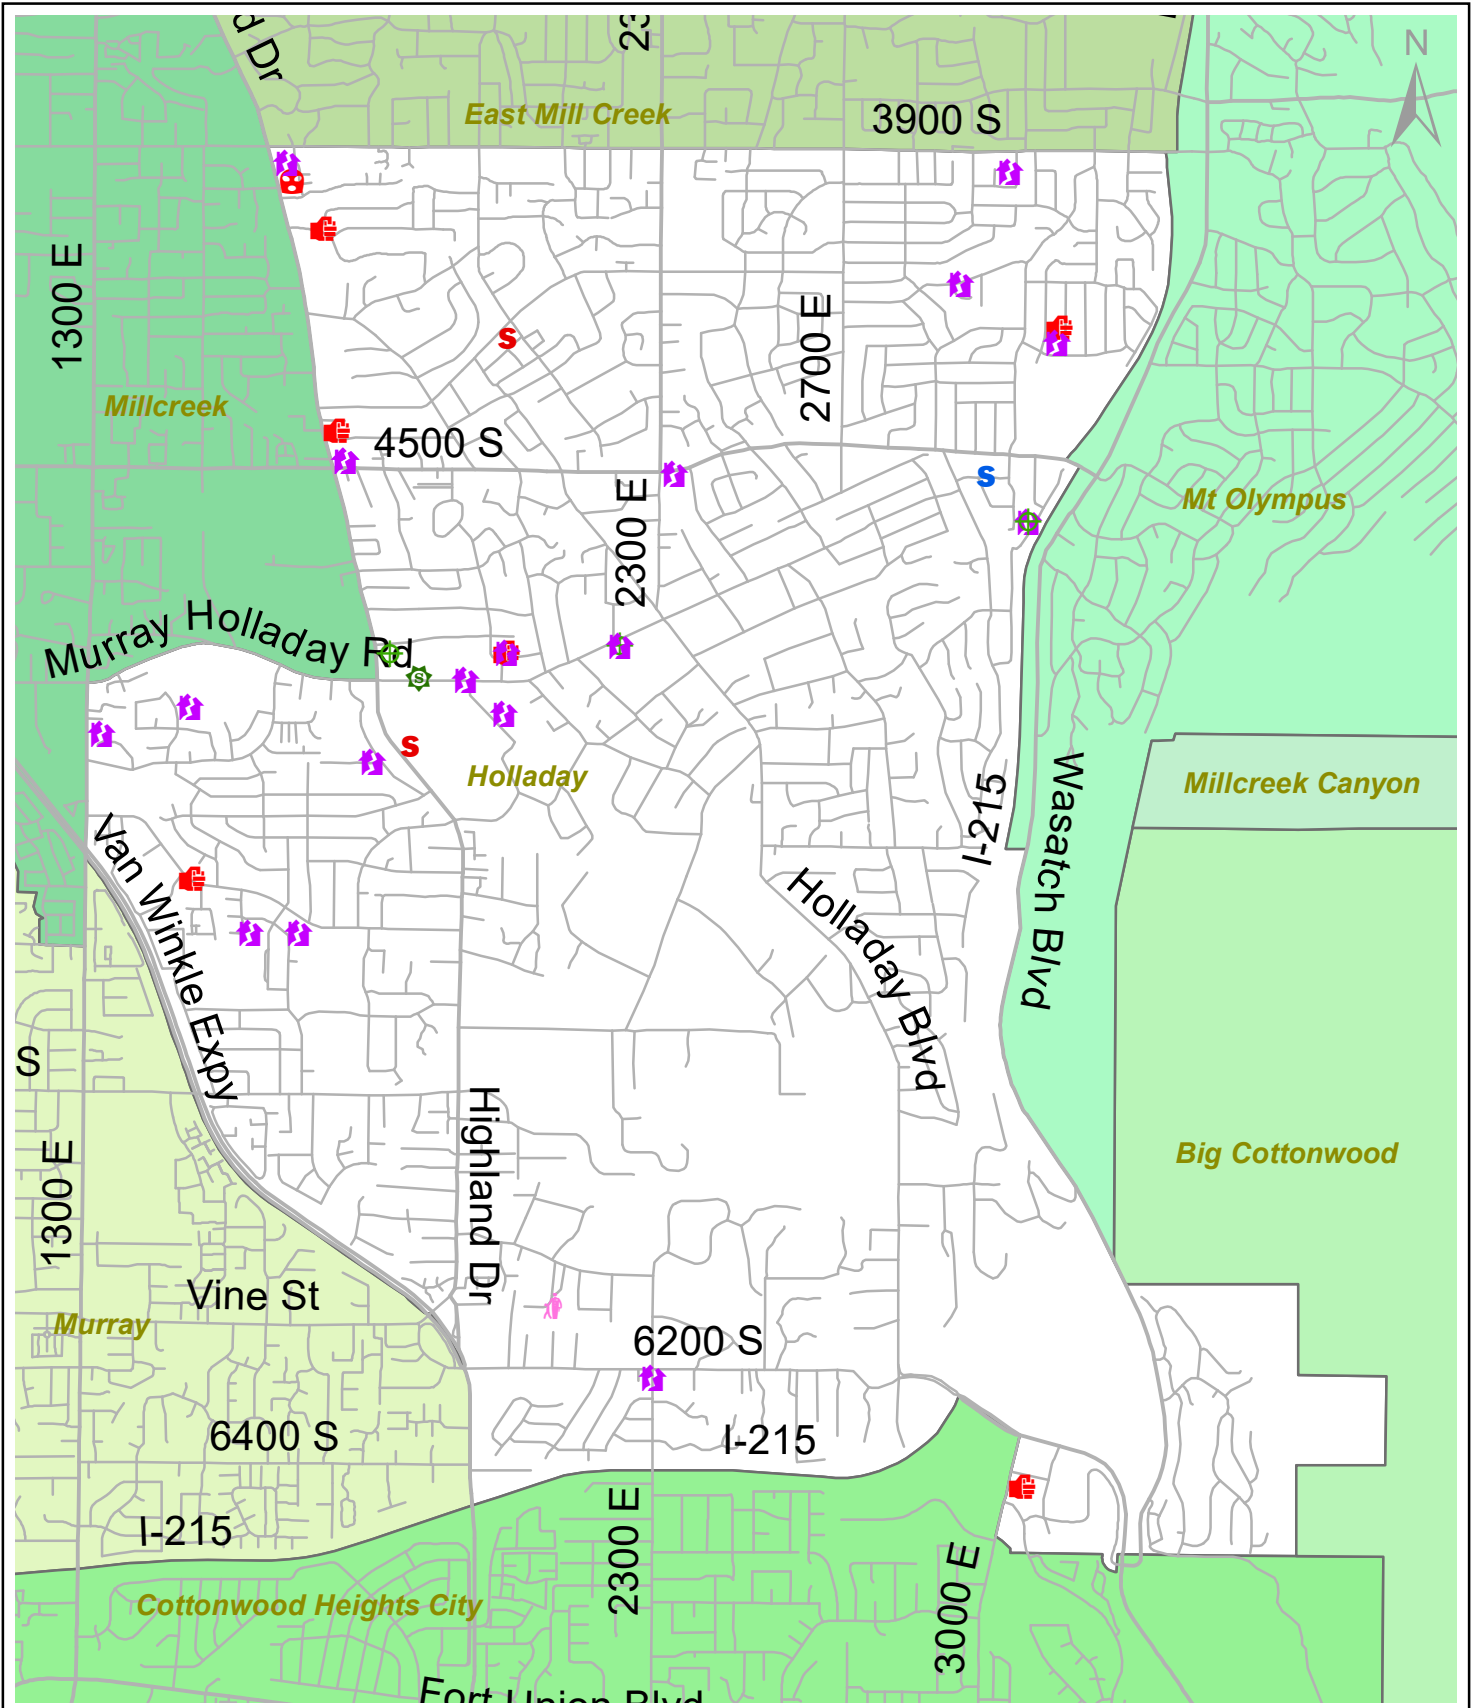 d Dr
23
N
East Mill Creek
3900 S
1300 E
2700 E
Millcreek
4500 S
Mt Olympus
2300 E
Murray Holladay Rd
S
S
S
S
Holladay
Millcreek Canyon
I-215
Wasatch Blvd
Van Winkle Expy
Holladay Blvd
S
Highland Dr
1300 E
Big Cottonwood
Vine St
Murray
6200 S
6400 S
I-215
I-215
2300 E
3000 E
Cottonwood Heights City
Fort Union Blvd